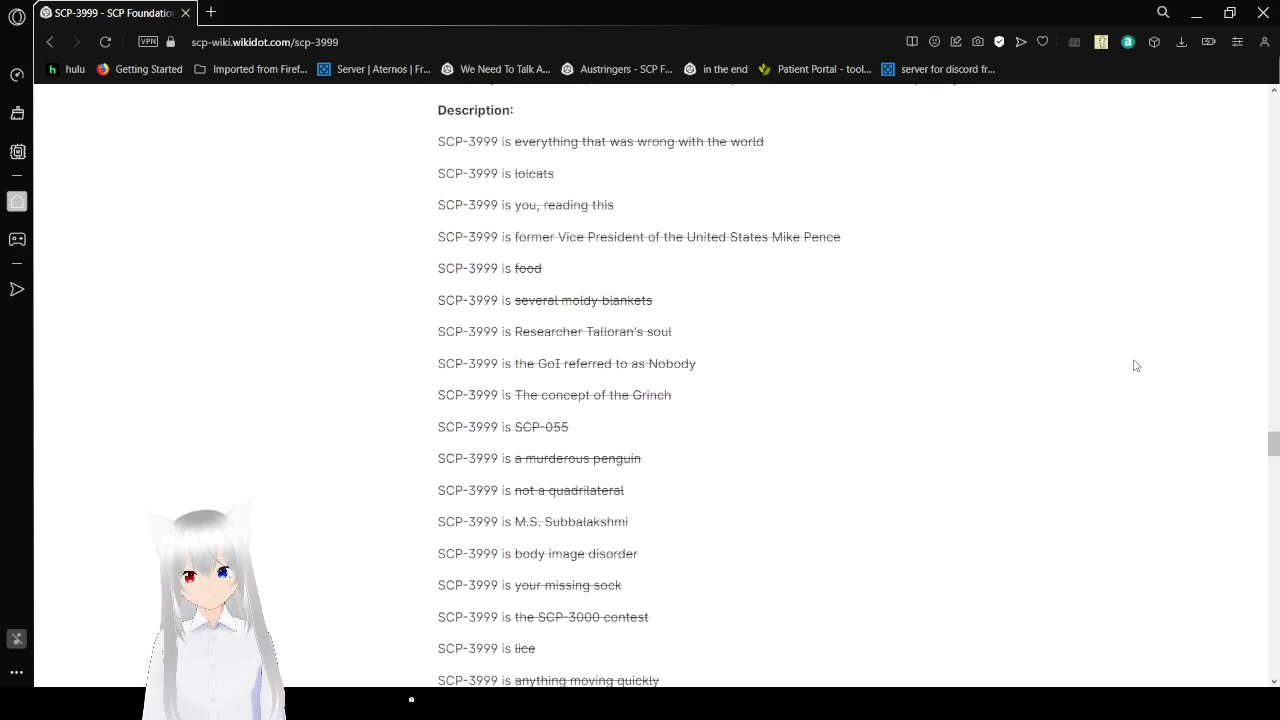 SCP-3999 - SCP Foundatio
VPN
scp-wiki.wikidot.com/scp-3999
a
h hulu
Getting Started
Imported from Firef...
Server | Aternos | Fr...
We Need To Talk A...
Austringers - SCP F...
in the end
Patient Portal - tool...
server for discord fr...
Description:
SCP-3999 is everything that was wrong with the world
SCP-3999 is lolcats
SCP-3999 is you, reading this
SCP-3999 is former Vice President of the United States Mike Pence
SCP-3999 is food
SCP-3999 is several moldy blankets
SCP-3999 is Researcher Talloran's soul
SCP-3999 is the GoI referred to as Nobody
SCP-3999 is The concept of the Grinch
SCP-3999 is SCP-055
SCP-3999 is a murderous penguin
SCP-3999 is not a quadrilateral
SCP-3999 is M.S. Subbalakshmi
SCP-3999 is body image disorder
SCP-3999 is your missing sock
SCP-3999 is the SCP-3000 contest
SCP-3999 is lice
SCP-3999 is anything moving quickly